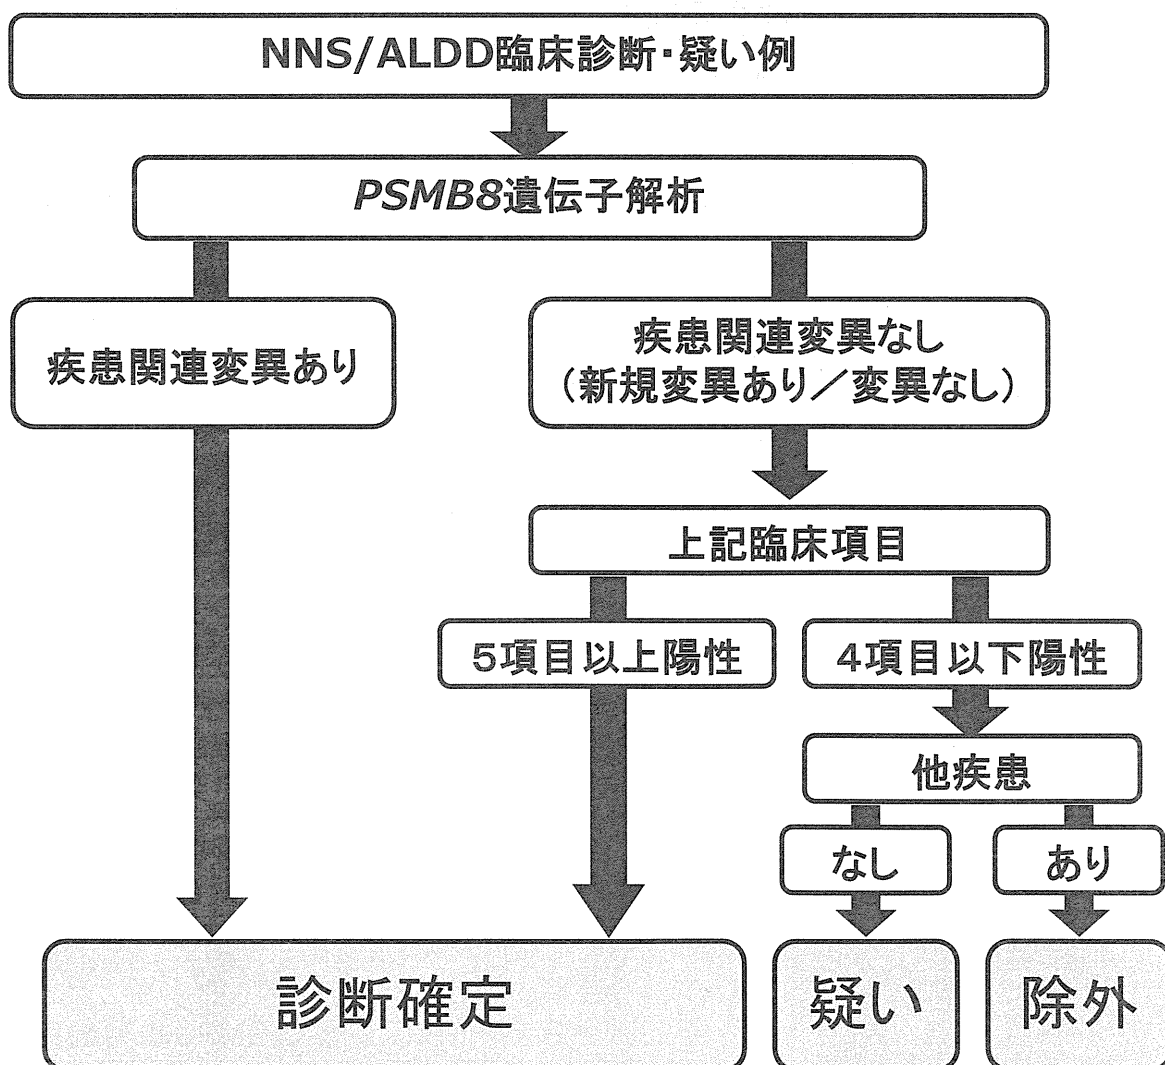 NNS/ALDD臨床診断・疑い例
PSMB8遺伝子解析
疾患関連変異あり
疾患関連変異なし
（新規変異あり／変異なし）
上記臨床項目
５項目以上陽性
４項目以下陽性
他疾患
なし
あり
診断確定
疑い
除外